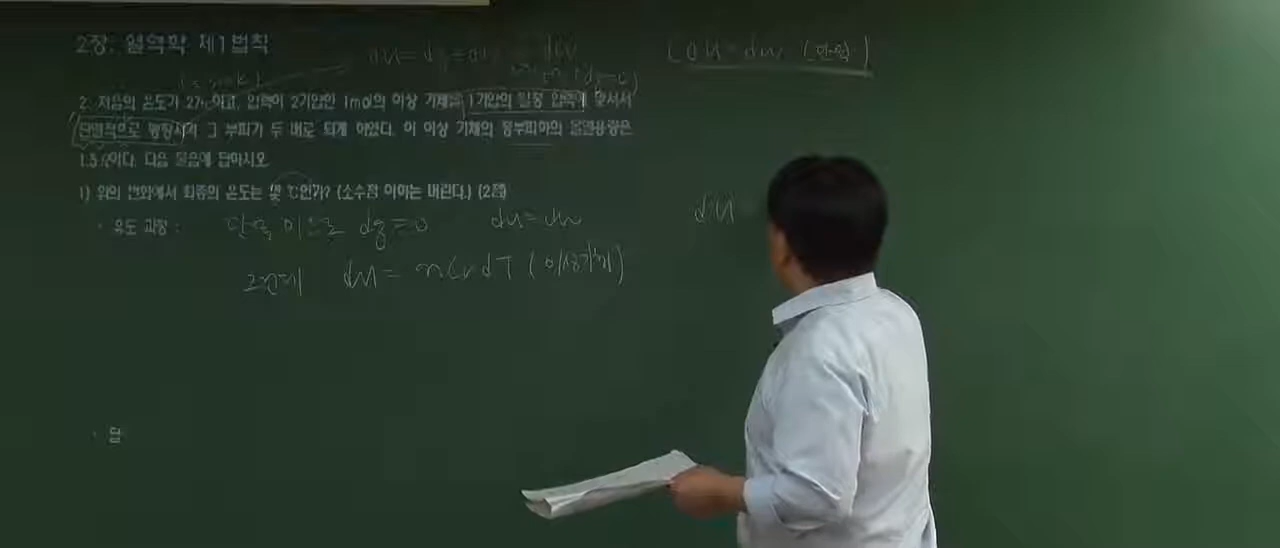 2장. 열역학 제1법칙
du = dq = dw
(du = dw (단열)
2. 처음의 온도가 27℃이고, 압력이 2기압인 1mol의 이상 기체를 1기압의 일정 압력에 맞서서
단열적으로 팽창시켜 그 부피가 두 배로 되게 하였다. 이 이상 기체의 등부피하의 몰열용량은
1.5R이다. 다음 물음에 답하시오.
1) 위의 변화에서 최종의 온도는 몇 ℃인가? (소수점 이하는 버린다.) (2점)
· 유도 과정 : 단열 이므로 dq = 0 du = dw
du
그런데 du = nCvdT (이상기체)
· 답